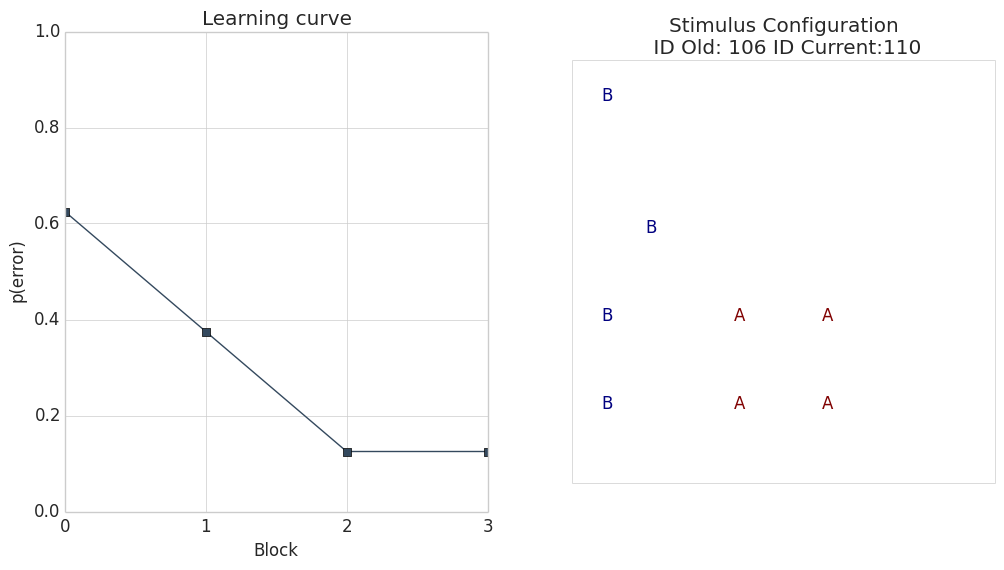 Learning curve
1.0
0.8
0.6
0.4
0.2
0.0
p(error)
0 1 2 3
Block
Stimulus Configuration
ID Old: 106 ID Current:110
B
B
B A A
B A A